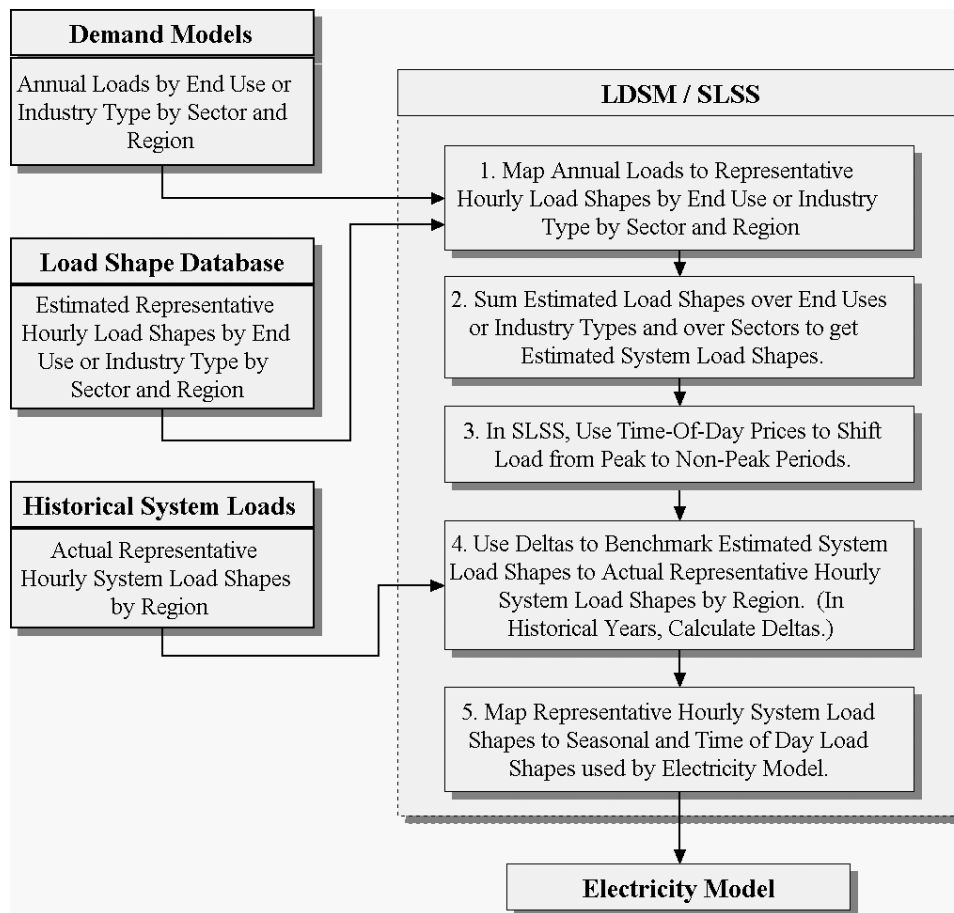 Demand Models
Annual Loads by End Use or
Industry Type by Sector and
Region
Load Shape Database
Estimated Representative
Hourly Load Shapes by End
Use or Industry Type by
Sector and Region
Historical System Loads
Actual Representative
Hourly System Load Shapes
by Region
LDSM / SLSS
1. Map Annual Loads to Representative
Hourly Load Shapes by End Use or Industry
Type by Sector and Region
2. Sum Estimated Load Shapes over End Uses
or Industry Types and over Sectors to get
Estimated System Load Shapes.
3. In SLSS, Use Time-Of-Day Prices to Shift
Load from Peak to Non-Peak Periods.
4. Use Deltas to Benchmark Estimated System
Load Shapes to Actual Representative Hourly
System Load Shapes by Region. (In
Historical Years, Calculate Deltas.)
5. Map Representative Hourly System Load
Shapes to Seasonal and Time of Day Load
Shapes used by Electricity Model.
Electricity Model